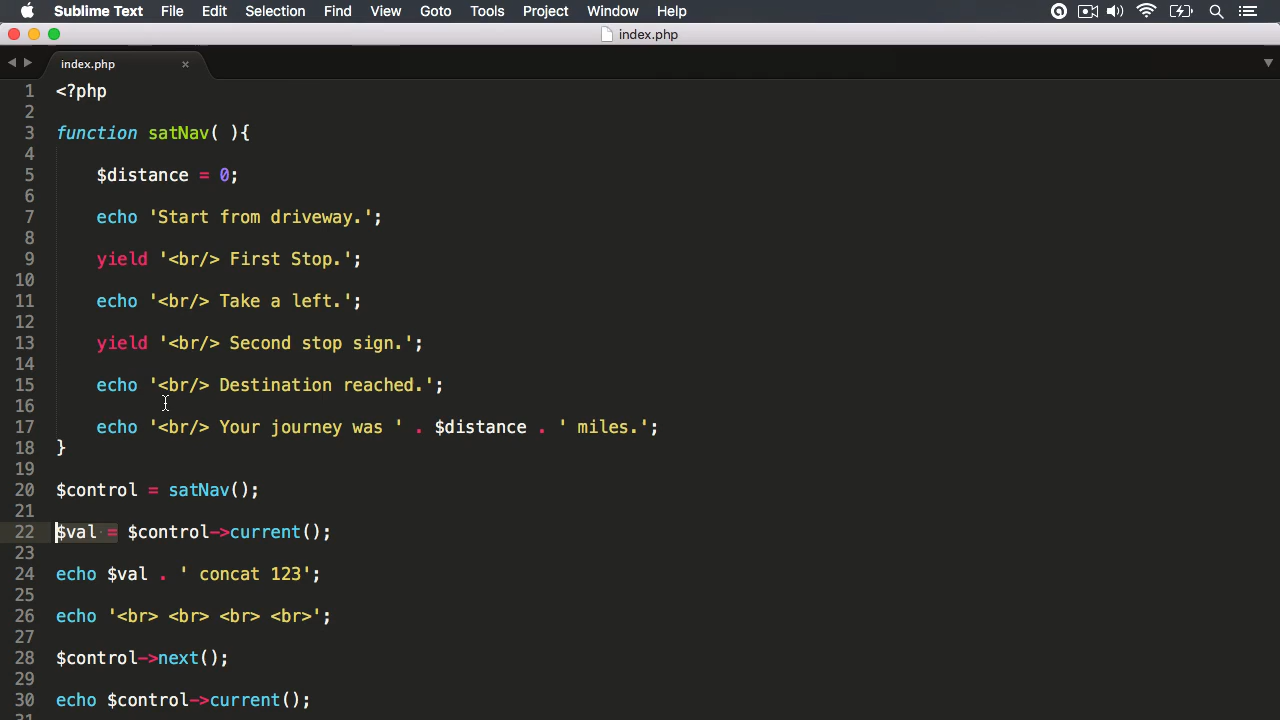 Sublime Text File Edit Selection Find View Goto Tools Project Window Help
index.php
index.php
1 <?php
2
3 function satNav( ){
4
5 $distance = 0;
6
7 echo 'Start from driveway.';
8
9 yield '<br/> First Stop.';
10
11 echo '<br/> Take a left.';
12
13 yield '<br/> Second stop sign.';
14
15 echo '<br/> Destination reached.';
16
17 echo '<br/> Your journey was ' . $distance . ' miles.';
18 }
19
20 $control = satNav();
21
22 $val = $control->current();
23
24 echo $val . ' concat 123';
25
26 echo '<br> <br> <br> <br>';
27
28 $control->next();
29
30 echo $control->current();
31